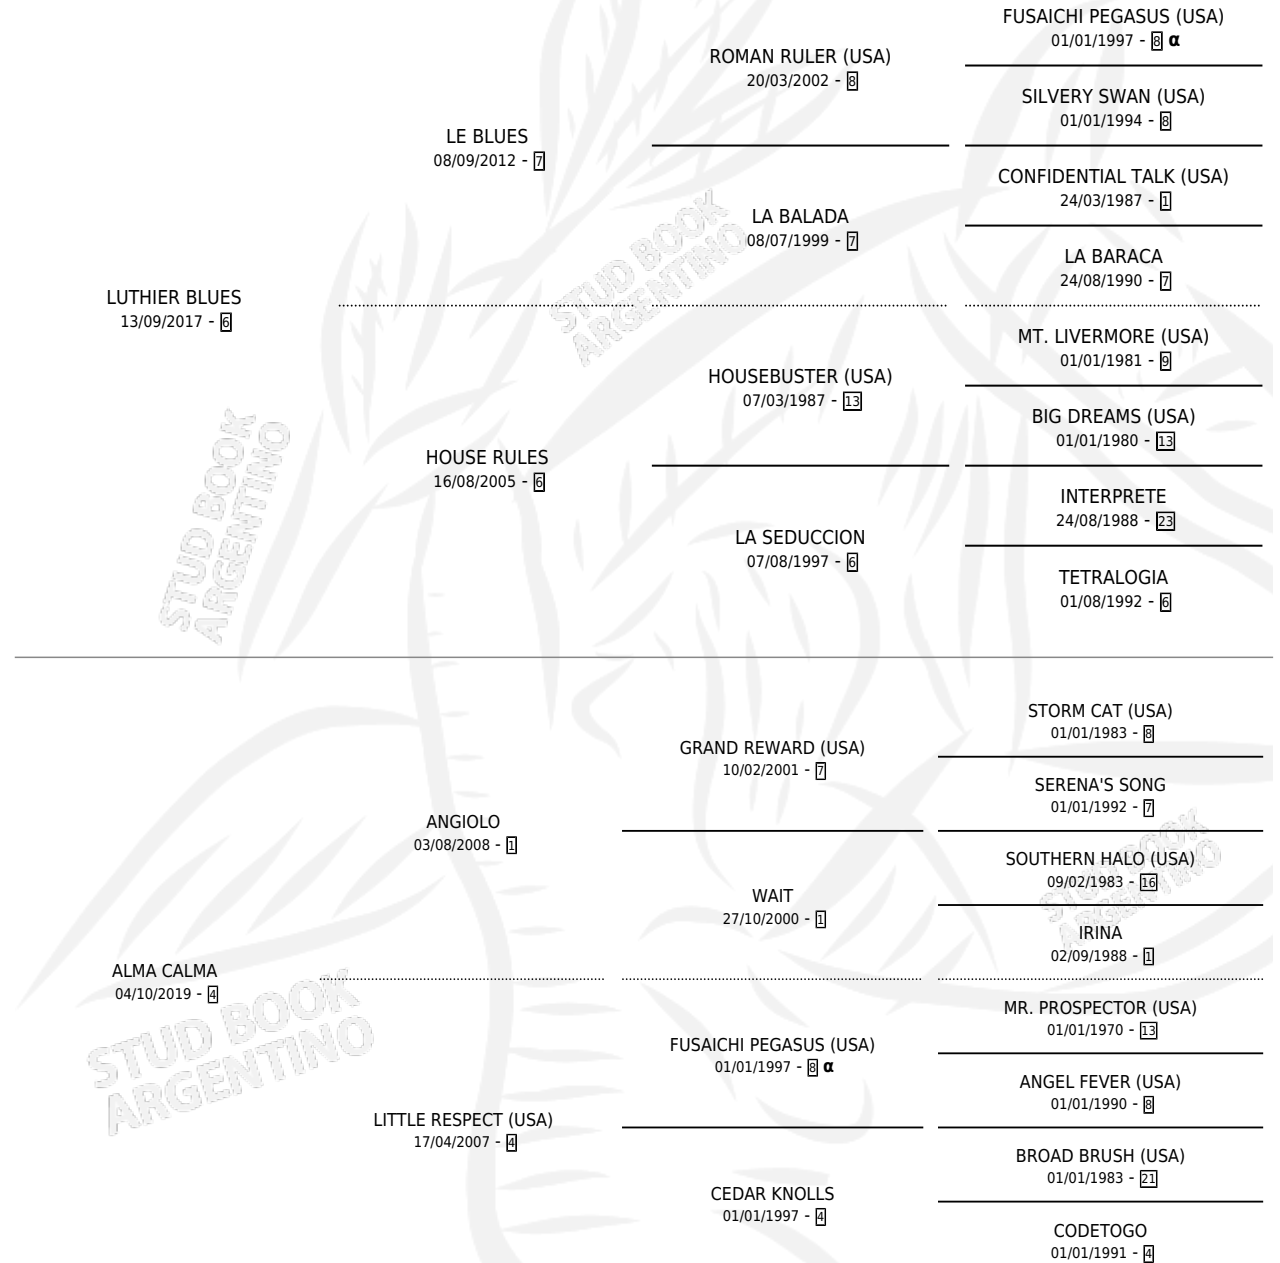 FUSAICHI PEGASUS (USA)
01/01/1997 - 8 α
ROMAN RULER (USA)
20/03/2002 - 8
SILVERY SWAN (USA)
01/01/1994 - 8
LE BLUES
08/09/2012 - 7
CONFIDENTIAL TALK (USA)
24/03/1987 - 1
LA BALADA
08/07/1999 - 7
LA BARACA
24/08/1990 - 7
LUTHIER BLUES
13/09/2017 - 6
MT. LIVERMORE (USA)
01/01/1981 - 9
HOUSEBUSTER (USA)
07/03/1987 - 13
BIG DREAMS (USA)
01/01/1980 - 13
HOUSE RULES
16/08/2005 - 6
INTERPRETE
24/08/1988 - 23
LA SEDUCCION
07/08/1997 - 6
TETRALOGIA
01/08/1992 - 6
STORM CAT (USA)
01/01/1983 - 8
GRAND REWARD (USA)
10/02/2001 - 7
SERENA'S SONG
01/01/1992 - 7
ANGIOLO
03/08/2008 - 1
SOUTHERN HALO (USA)
09/02/1983 - 16
WAIT
27/10/2000 - 1
IRINA
02/09/1988 - 1
ALMA CALMA
04/10/2019 - 4
MR. PROSPECTOR (USA)
01/01/1970 - 13
FUSAICHI PEGASUS (USA)
01/01/1997 - 8 α
ANGEL FEVER (USA)
01/01/1990 - 8
LITTLE RESPECT (USA)
17/04/2007 - 4
BROAD BRUSH (USA)
01/01/1983 - 21
CEDAR KNOLLS
01/01/1997 - 4
CODETOGO
01/01/1991 - 4
STUD BOOK
ARGENTINO
STUD BOOK
ARGENTINO
STUD BOOK
ARGENTINO
STUD BOOK
ARGENTINO